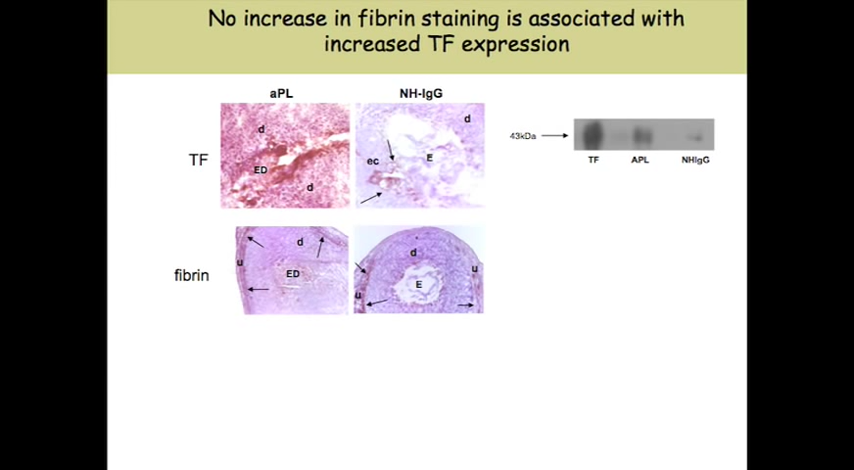 No increase in fibrin staining is associated with
increased TF expression
aPL
NH-IgG
TF
d
ED
d
d
ec
E
43kDa
TF
APL
NHIgG
fibrin
u
d
ED
d
u
E
u